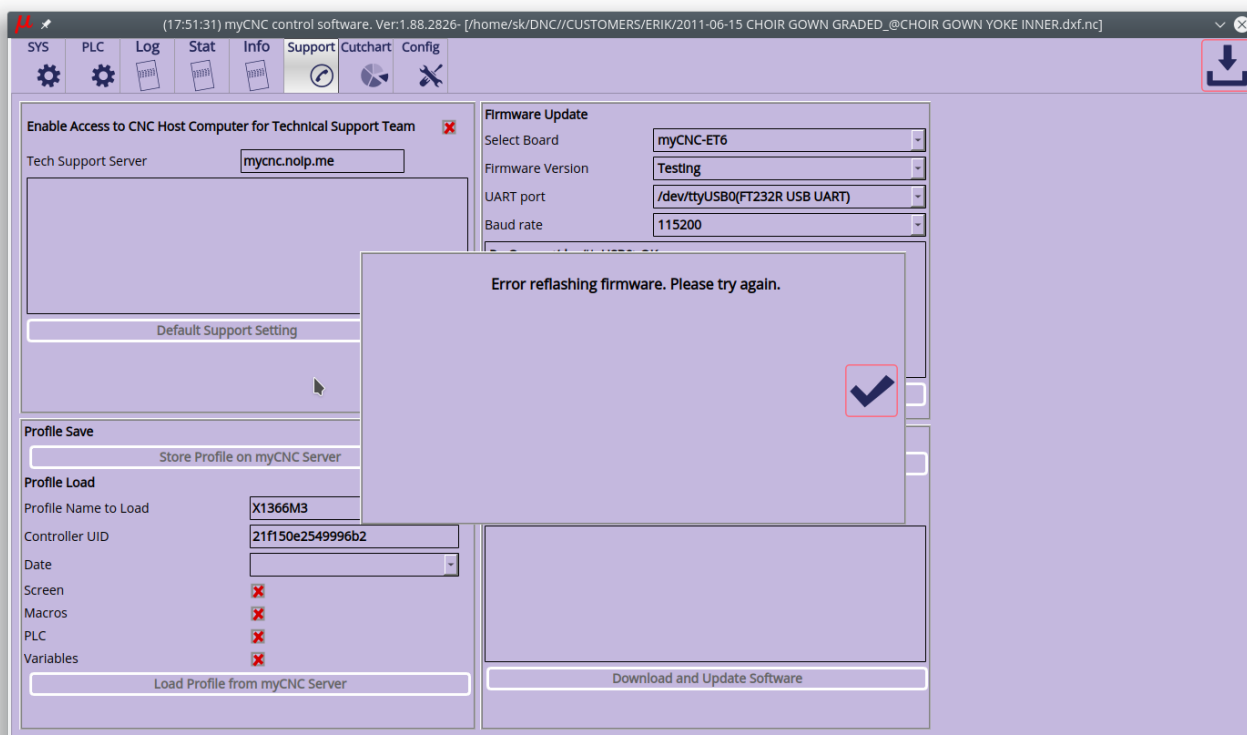 (17:51:31) myCNC control software. Ver:1.88.2826- [/home/sk/DNC//CUSTOMERS/ERIK/2011-06-15 CHOIR GOWN GRADED_@CHOIR GOWN YOKE INNER.dxf.nc]
SYS PLC Log Stat Info Support Cutchart Config
Enable Access to CNC Host Computer for Technical Support Team
Tech Support Server mycnc.noip.me
Default Support Setting
Firmware Update
Select Board myCNC-ET6
Firmware Version Testing
UART port /dev/ttyUSB0(FT232R USB UART)
Baud rate 115200
Error reflashing firmware. Please try again.
Profile Save
Store Profile on myCNC Server
Profile Load
Profile Name to Load X1366M3
Controller UID 21f150e2549996b2
Date
Screen
Macros
PLC
Variables
Load Profile from myCNC Server
Download and Update Software